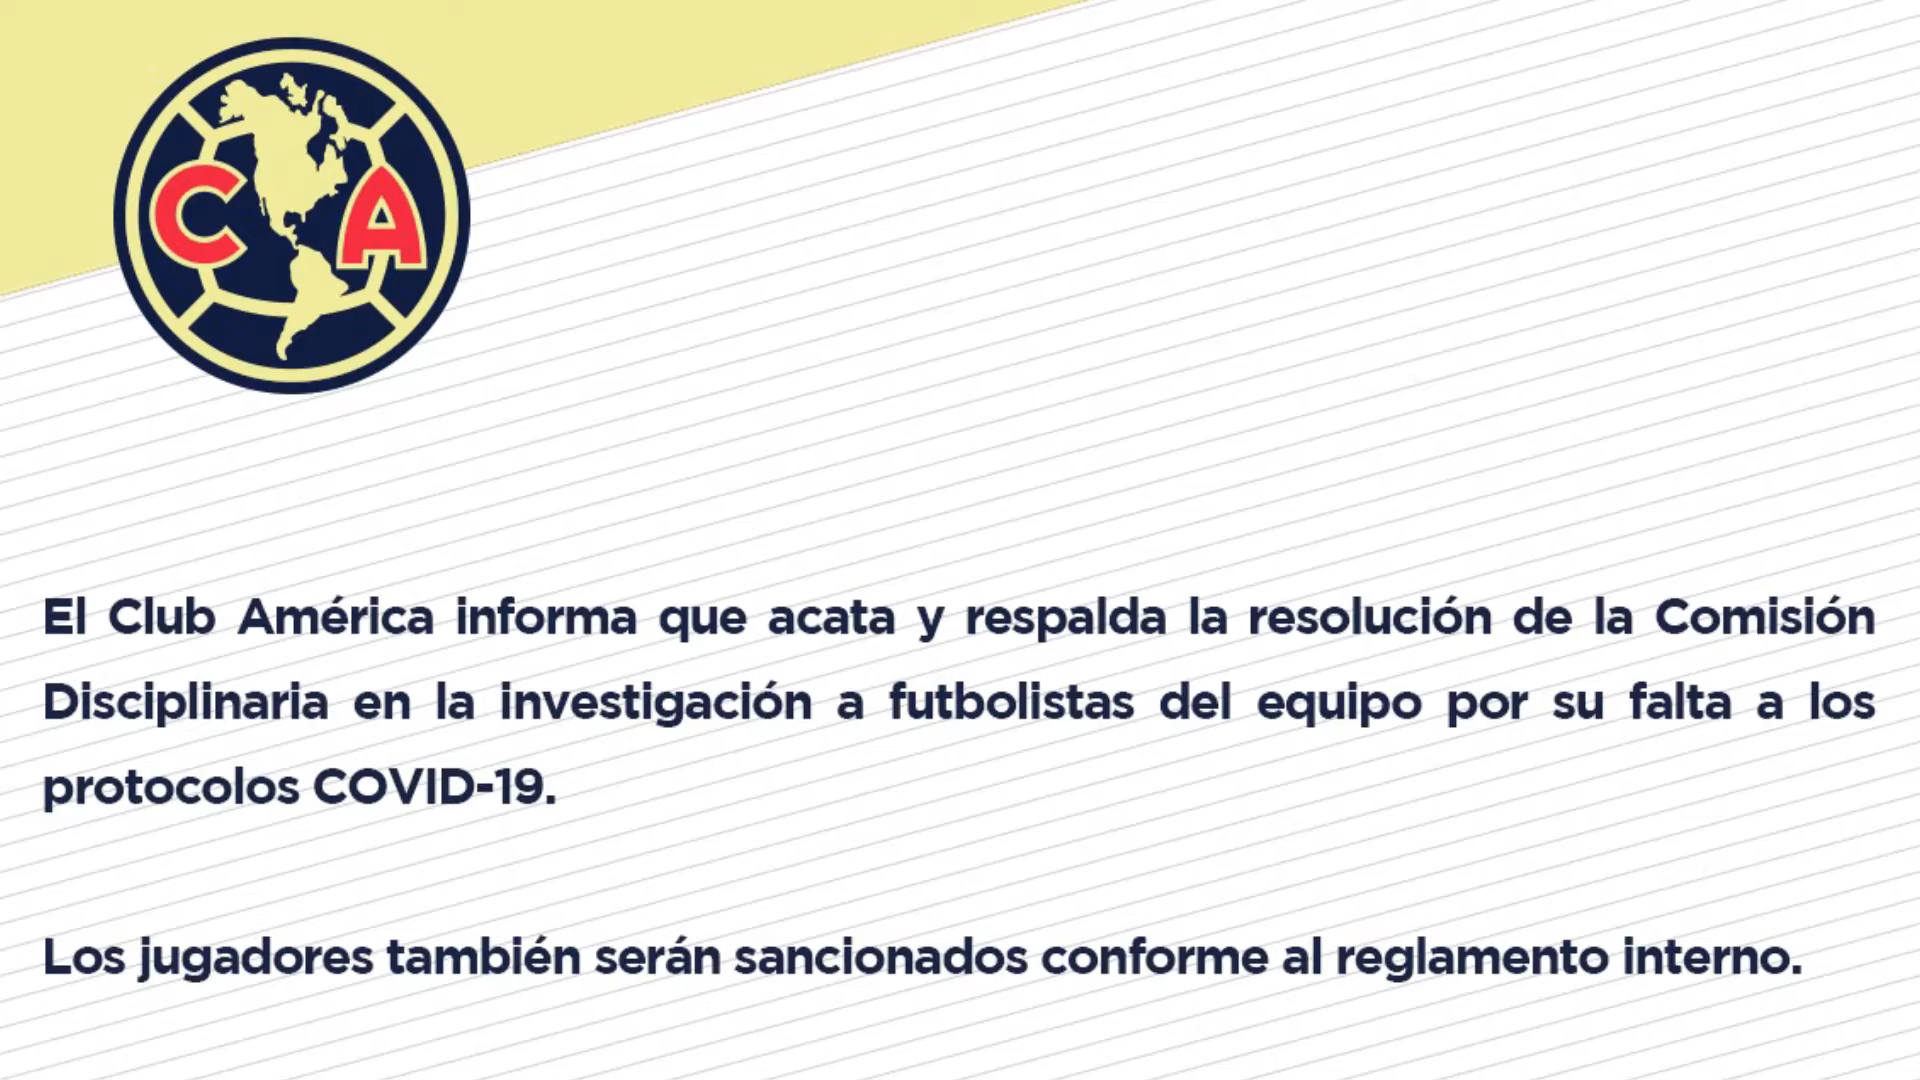 CA
El Club América informa que acata y respalda la resolución de la Comisión
Disciplinaria en la investigación a futbolistas del equipo por su falta a los
protocolos COVID-19.
Los jugadores también serán sancionados conforme al reglamento interno.